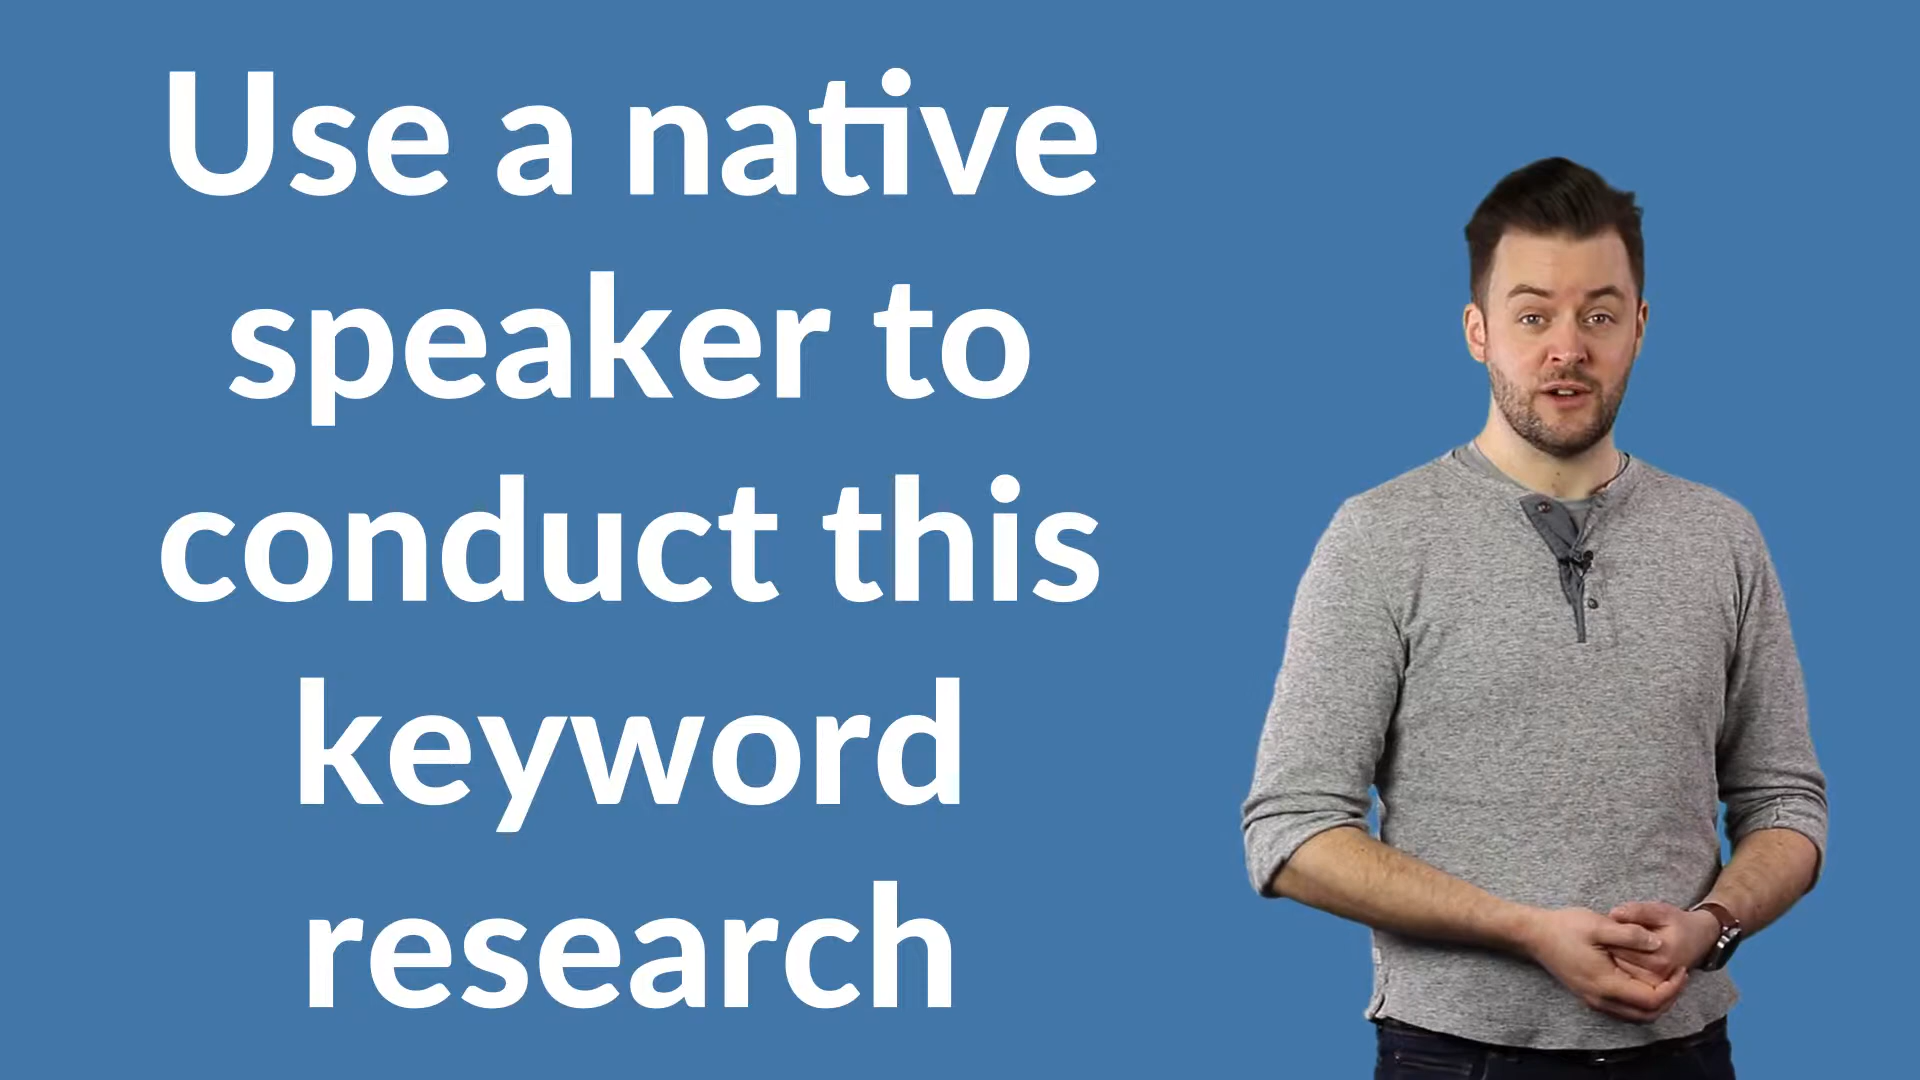 Use a native
speaker to
conduct this
keyword
research